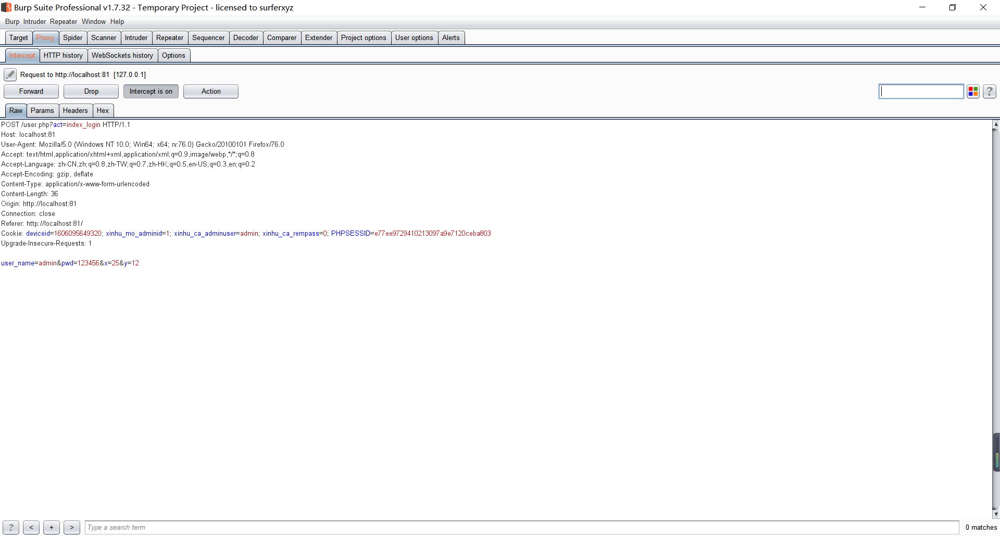 Burp Suite Professional v1.7.32 - Temporary Project - licensed to surferxyz
Burp Intruder Repeater Window Help
Target Proxy Spider Scanner Intruder Repeater Sequencer Decoder Comparer Extender Project options User options Alerts
Intercept HTTP history WebSockets history Options
Request to http://localhost:81 [127.0.0.1]
Forward Drop Intercept is on Action ?
Raw Params Headers Hex
POST /user.php?act=index_login HTTP/1.1
Host: localhost:81
User-Agent: Mozilla/5.0 (Windows NT 10.0; Win64; x64; rv:76.0) Gecko/20100101 Firefox/76.0
Accept: text/html,application/xhtml+xml,application/xml;q=0.9,image/webp,*/*;q=0.8
Accept-Language: zh-CN,zh;q=0.8,zh-TW;q=0.7,zh-HK;q=0.5,en-US;q=0.3,en;q=0.2
Accept-Encoding: gzip, deflate
Content-Type: application/x-www-form-urlencoded
Content-Length: 36
Origin: http://localhost:81
Connection: close
Referer: http://localhost:81/
Cookie: deviceid=1606095649320; xinhu_mo_adminid=1; xinhu_ca_adminuser=admin; xinhu_ca_rempass=0; PHPSESSID=e77ee9729410213097a9e7120ceba803
Upgrade-Insecure-Requests: 1
user_name=admin&pwd=123456&x=25&y=12
? < + > Type a search term 0 matches